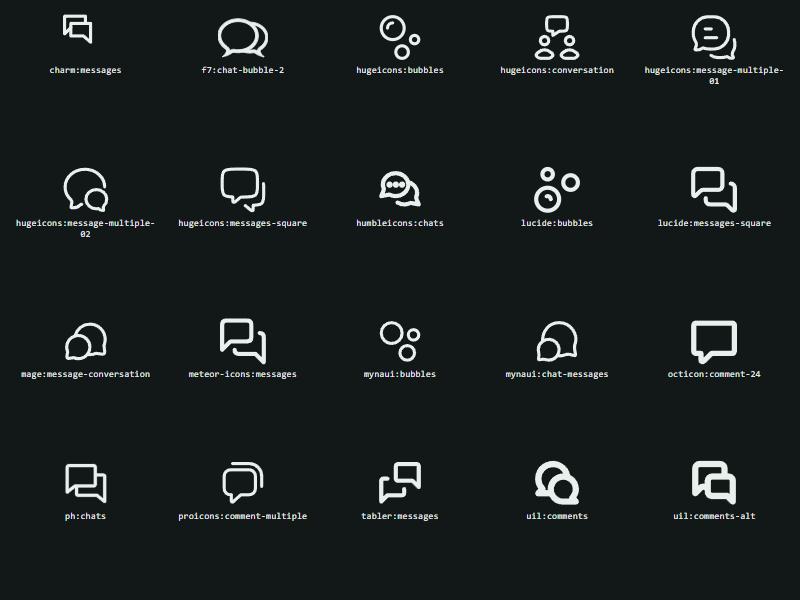 charm:messages
f7:chat-bubble-2
hugeicons:bubbles
hugeicons:conversation
hugeicons:message-multiple-
01
hugeicons:message-multiple-
02
hugeicons:messages-square
humbleicons:chats
lucide:bubbles
lucide:messages-square
mage:message-conversation
meteor-icons:messages
mynaui:bubbles
mynaui:chat-messages
octicon:comment-24
ph:chats
proicons:comment-multiple
tabler:messages
uil:comments
uil:comments-alt